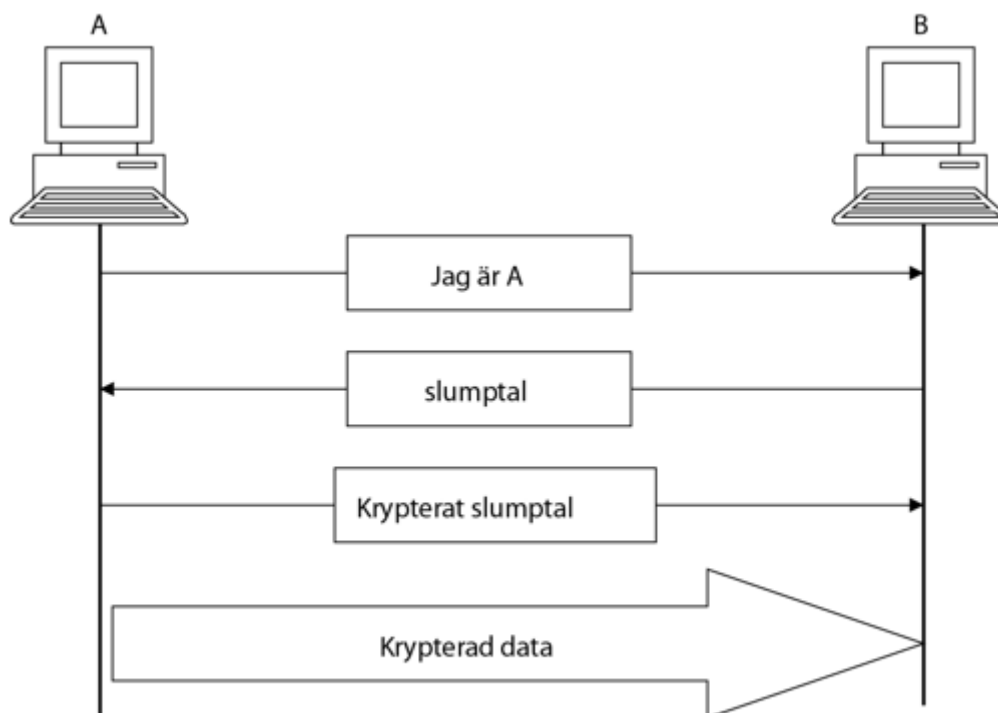 A
B
Jag är A
slumptal
Krypterat slumptal
Krypterad data